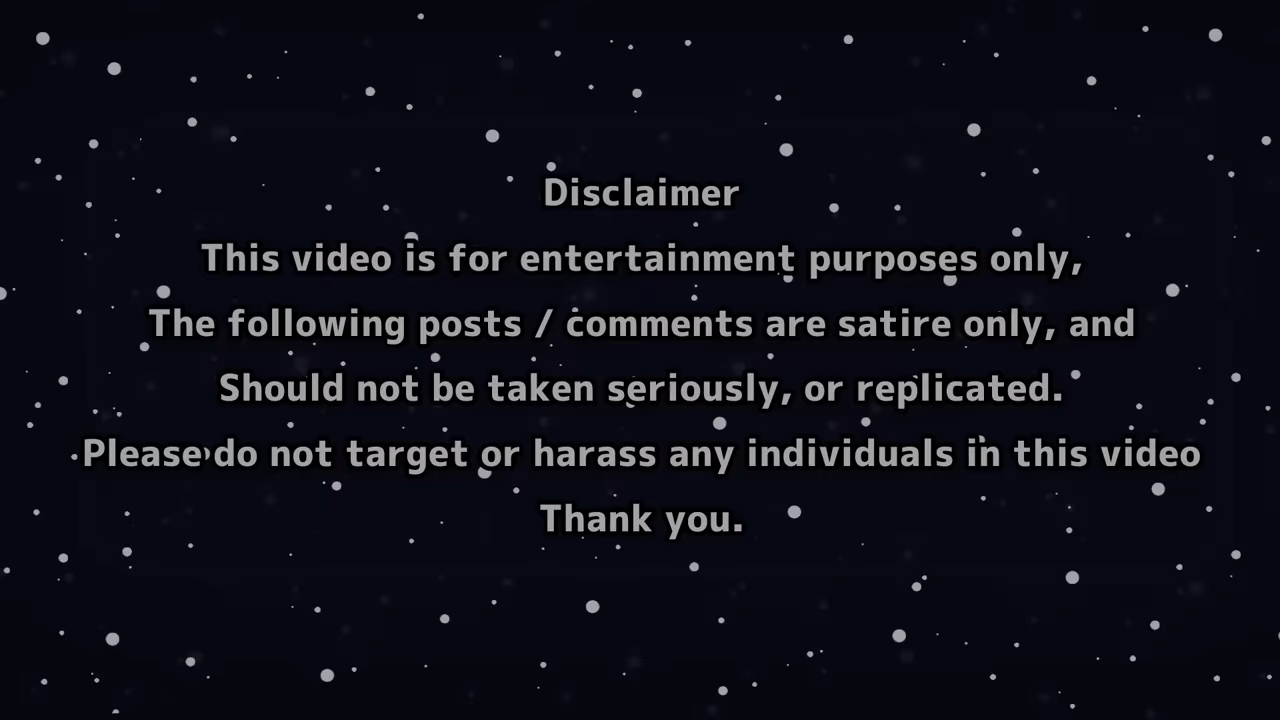 Disclaimer
This video is for entertainment purposes only,
The following posts / comments are satire only, and
Should not be taken seriously, or replicated.
Please do not target or harass any individuals in this video
Thank you.